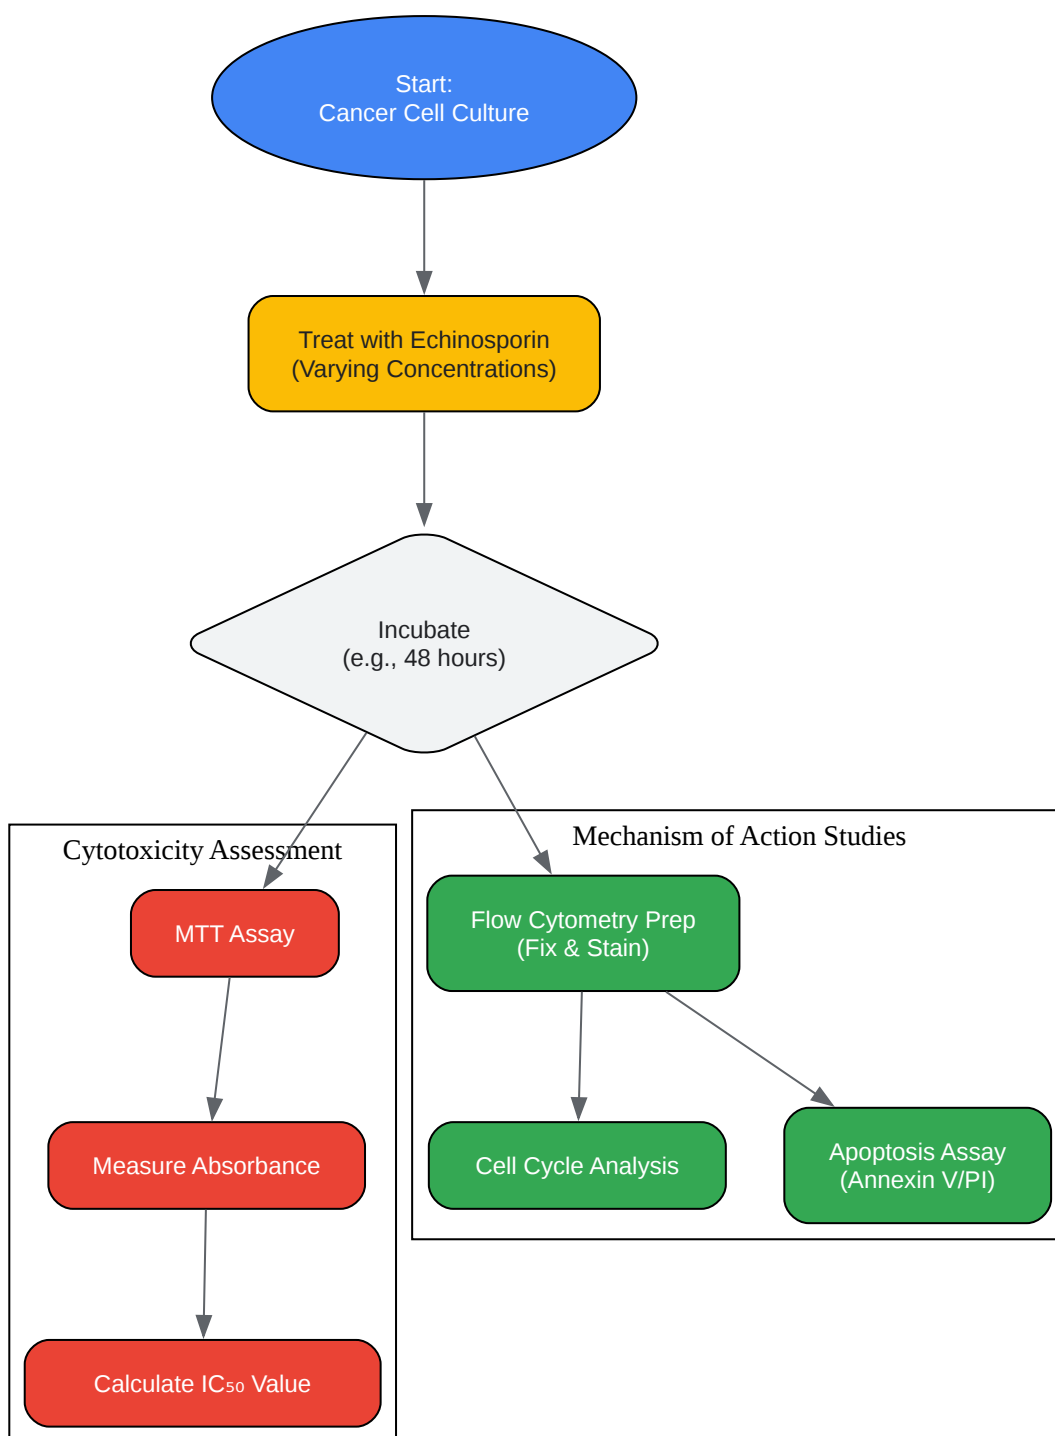 Start:
Cancer Cell Culture
Treat with Echinosporin
(Varying Concentrations)
Incubate
(e.g., 48 hours)
Cytotoxicity Assessment
MTT Assay
Measure Absorbance
Calculate IC₅₀ Value
Mechanism of Action Studies
Flow Cytometry Prep
(Fix & Stain)
Cell Cycle Analysis
Apoptosis Assay
(Annexin V/PI)